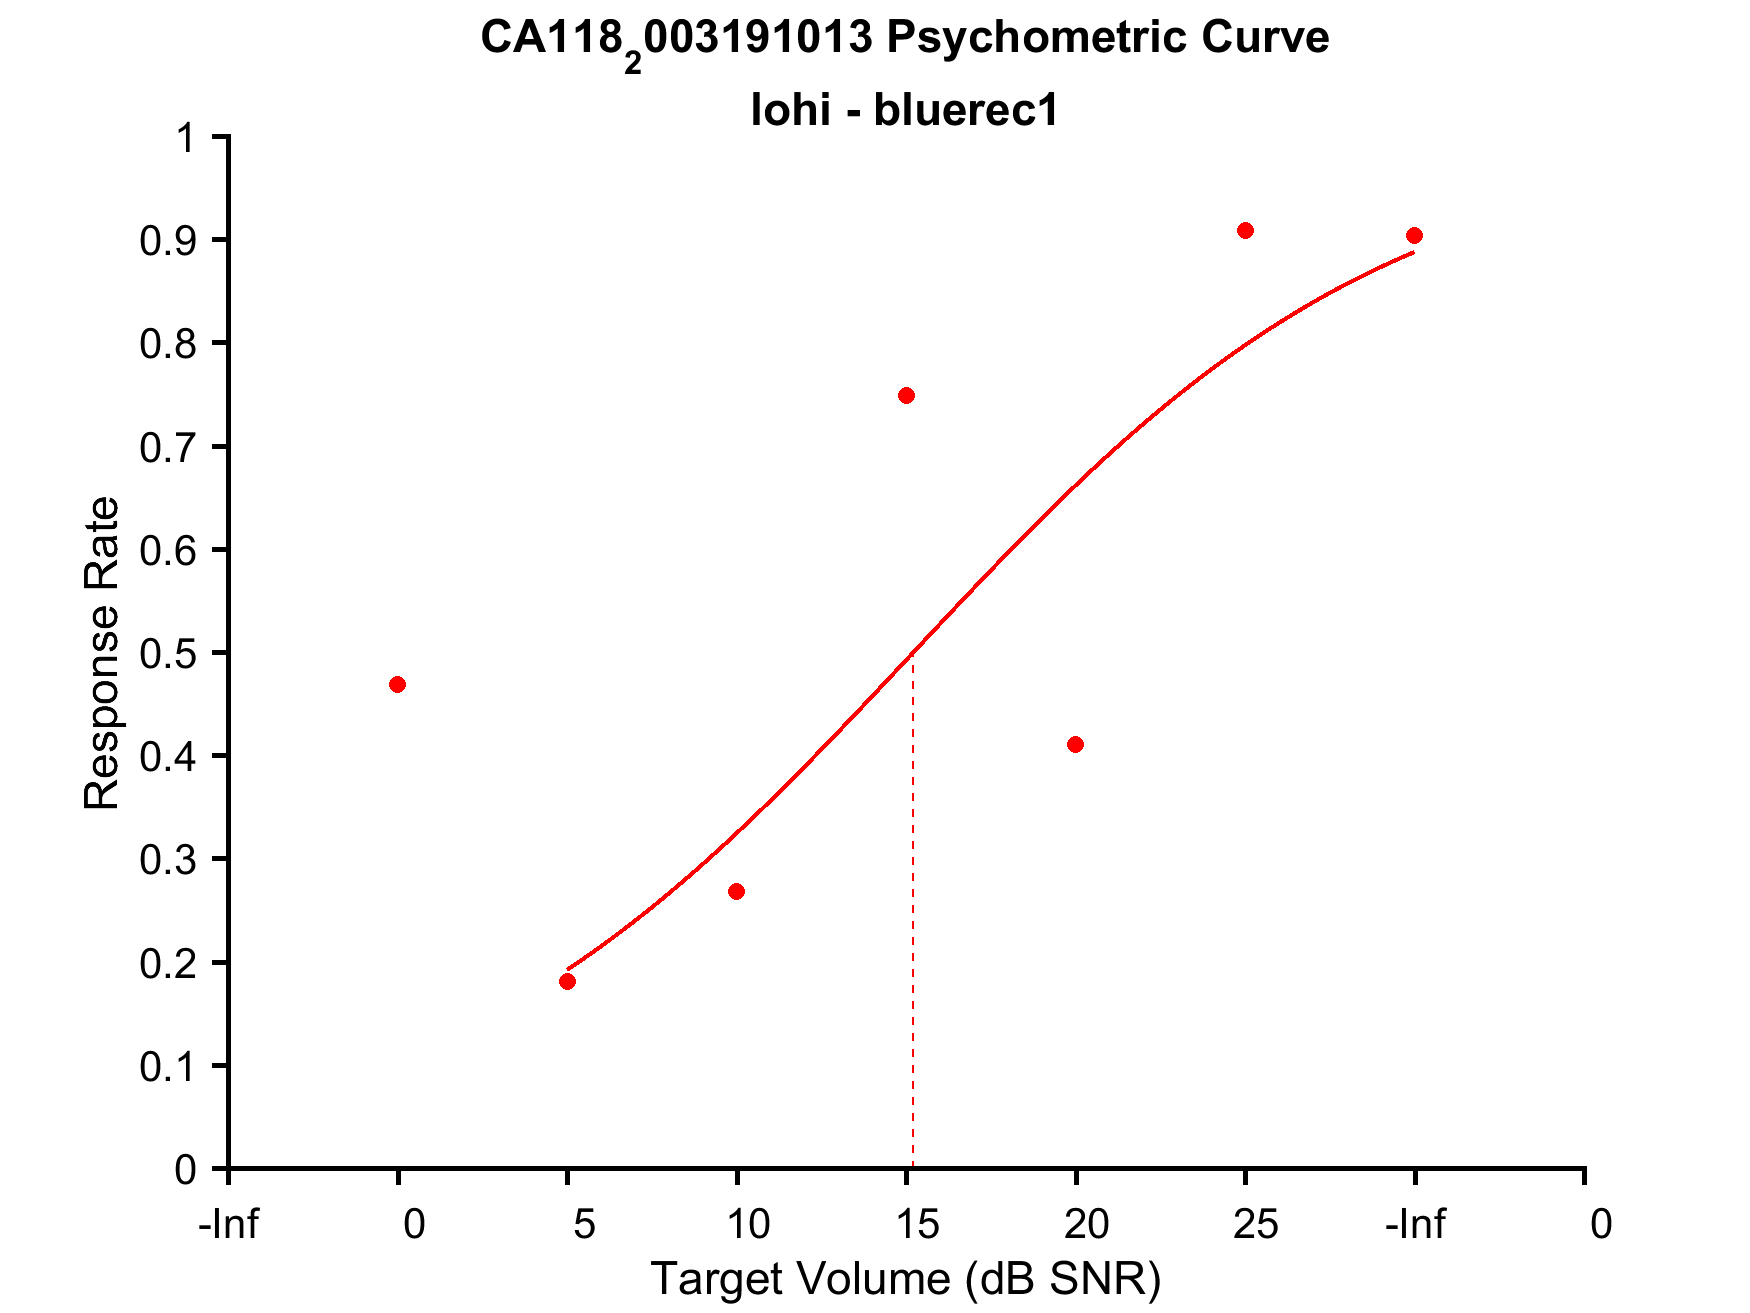 CA118₂003191013 Psychometric Curve
lohi - bluerec1
1
0.9
0.8
0.7
0.6
0.5
0.4
0.3
0.2
0.1
0
Response Rate
-Inf 0 5 10 15 20 25 -Inf 0
Target Volume (dB SNR)